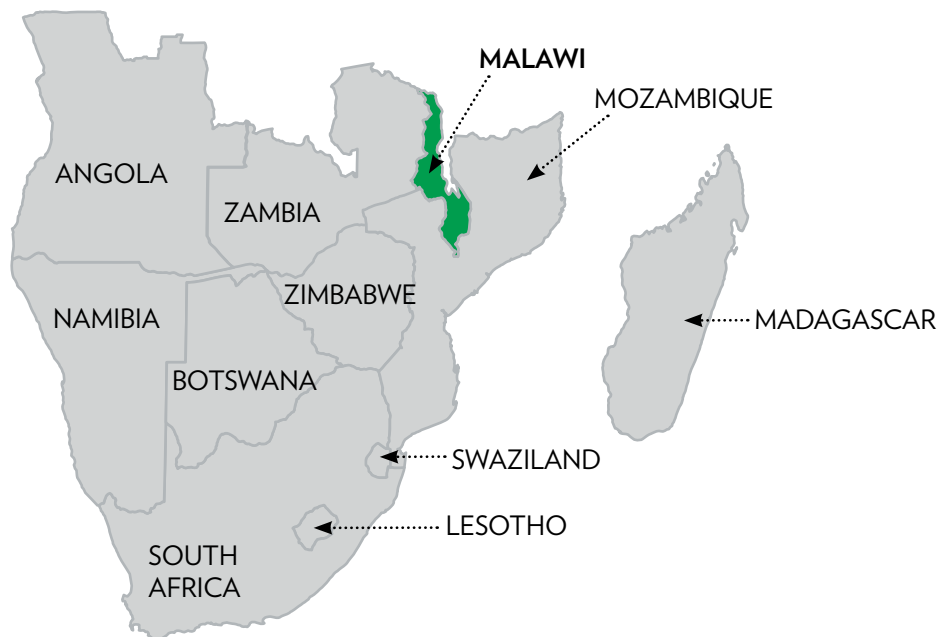 MALAWI
MOZAMBIQUE
ANGOLA
ZAMBIA
ZIMBABWE
NAMIBIA
MADAGASCAR
BOTSWANA
SWAZILAND
LESOTHO
SOUTH
AFRICA